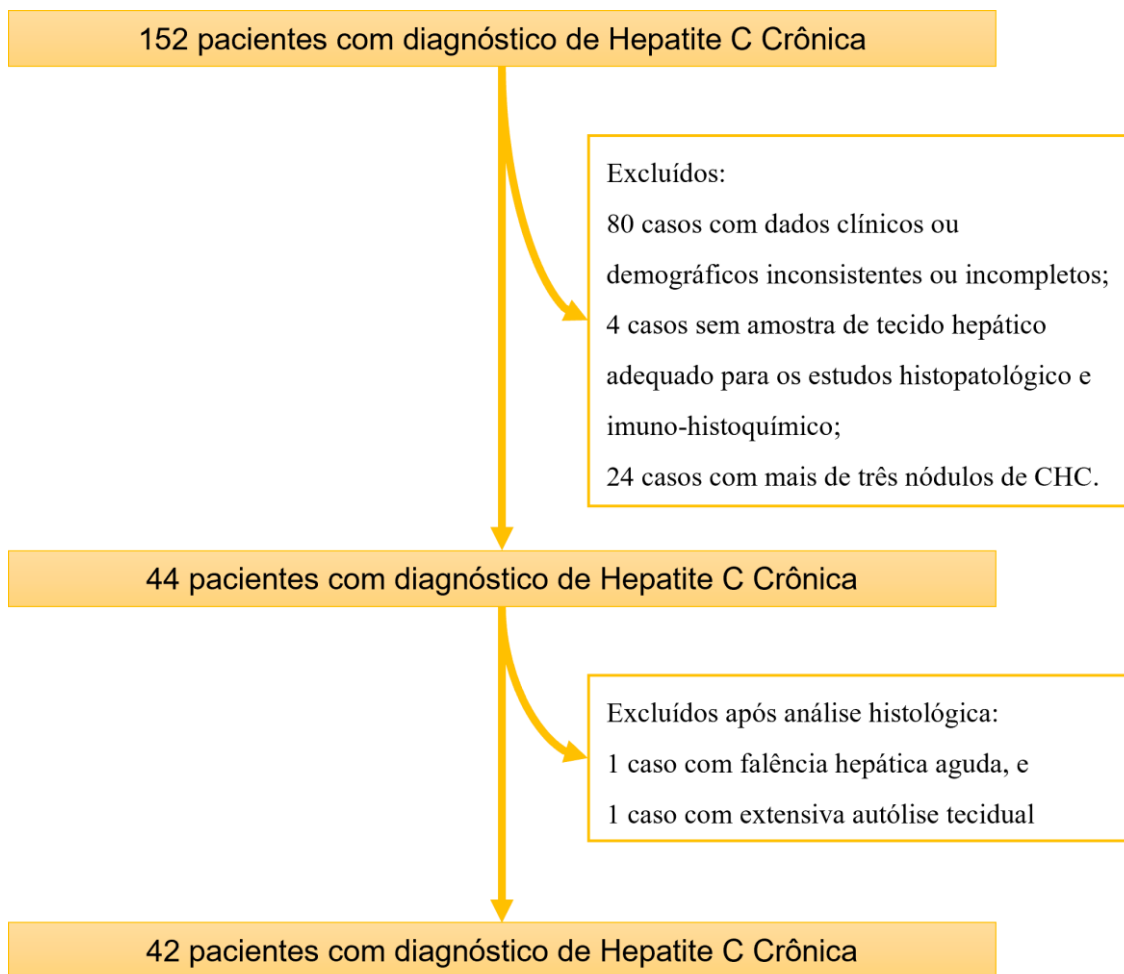 152 pacientes com diagnóstico de Hepatite C Crônica
Excluídos:
80 casos com dados clínicos ou
demográficos inconsistentes ou incompletos;
4 casos sem amostra de tecido hepático
adequado para os estudos histopatológico e
imuno-histoquímico;
24 casos com mais de três nódulos de CHC.
44 pacientes com diagnóstico de Hepatite C Crônica
Excluídos após análise histológica:
1 caso com falência hepática aguda, e
1 caso com extensiva autólise tecidual
42 pacientes com diagnóstico de Hepatite C Crônica